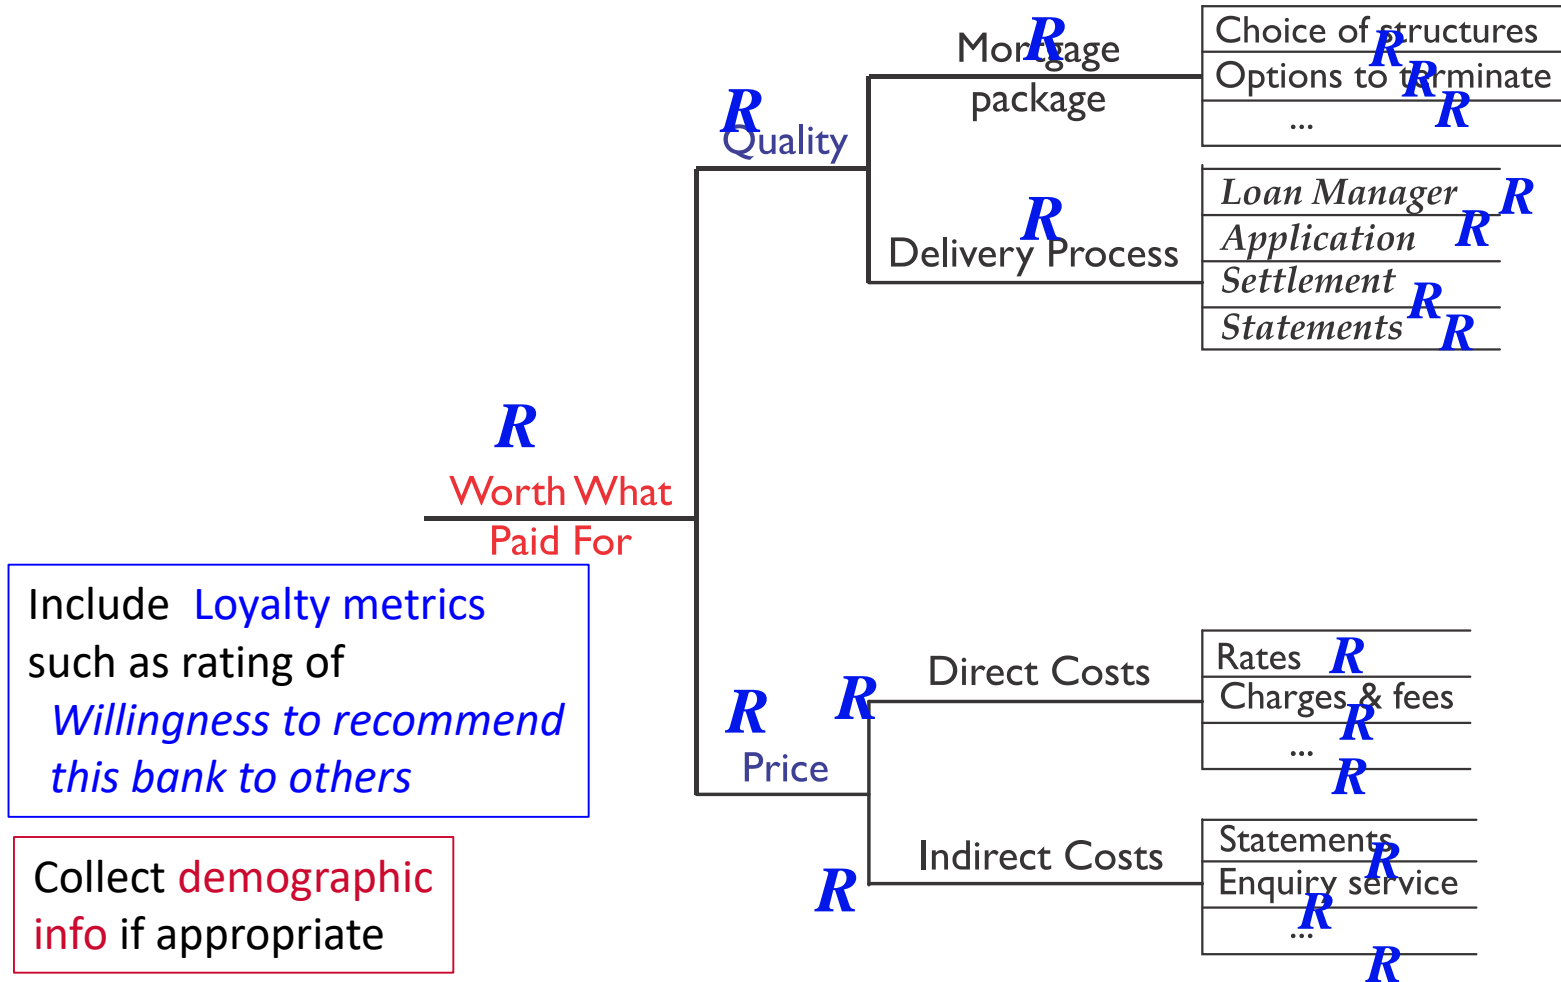 R
Mortgage
package
Choice of structures
R
Options to terminate
R
...
R
R
Quality
Loan Manager R
Application R
Settlement
R
Statements R
R
Delivery Process
R
Worth What
Paid For
Include Loyalty metrics
such as rating of
Willingness to recommend
this bank to others
Collect demographic
info if appropriate
R
Price
R
Direct Costs
Rates R
Charges & fees
R
...
R
R
Indirect Costs
Statements
R
Enquiry service
R
...
R